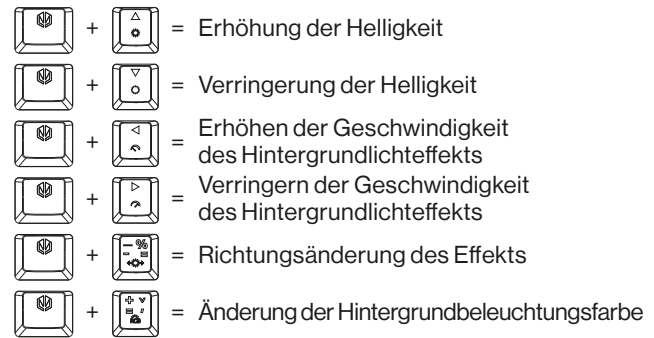 + = Erhöhung der Helligkeit
+ = Verringerung der Helligkeit
+ = Erhöhen der Geschwindigkeit
des Hintergrundlichteffekts
+ = Verringern der Geschwindigkeit
des Hintergrundlichteffekts
+ — % - = = Richtungsänderung des Effekts
+ = Änderung der Hintergrundbeleuchtungsfarbe